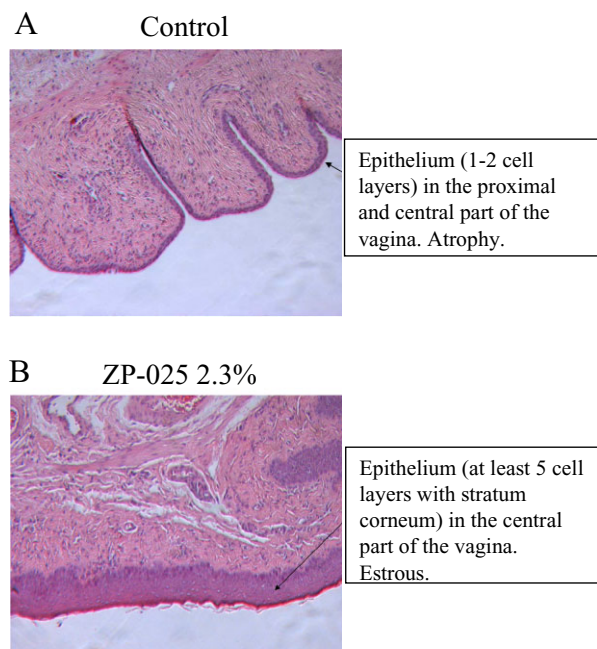 A
Control
Epithelium (1-2 cell
layers) in the proximal
and central part of the
vagina. Atrophy.
B
ZP-025 2.3%
Epithelium (at least 5 cell
layers with stratum
corneum) in the central
part of the vagina.
Estrous.